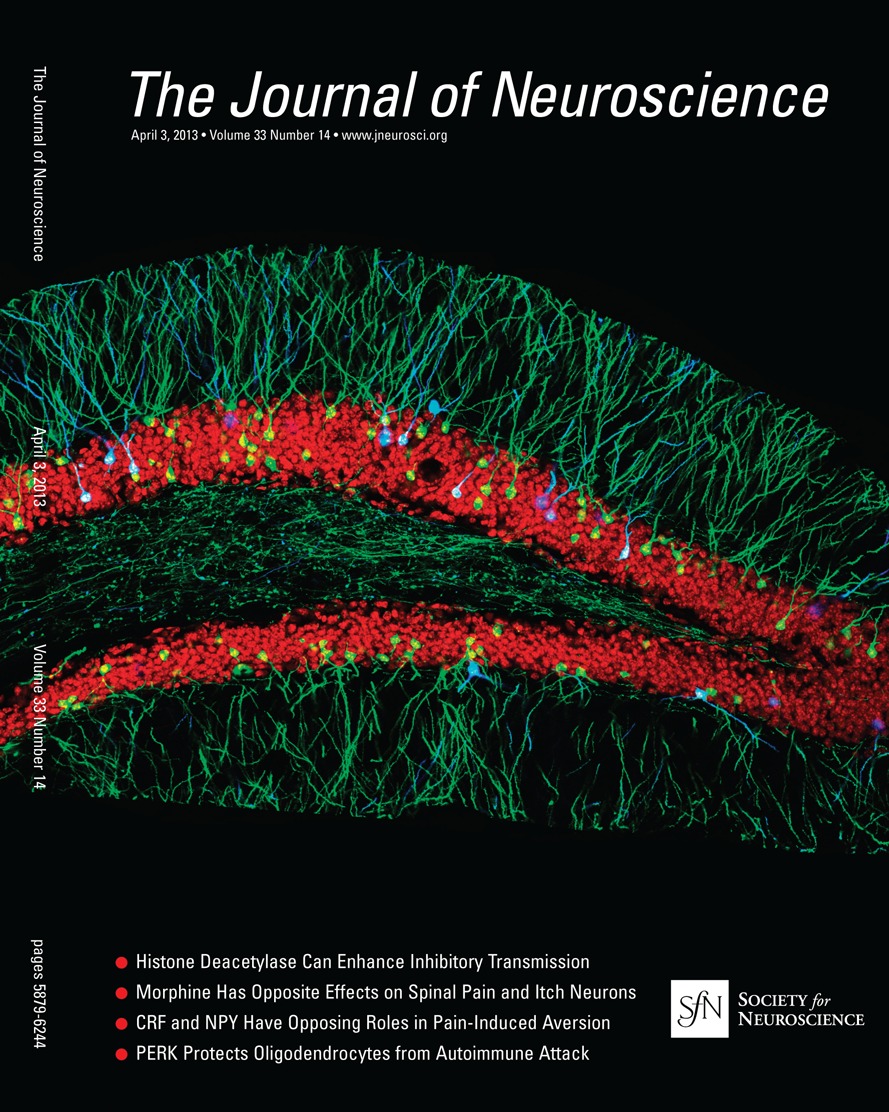 The Journal of Neuroscience
April 3, 2013 • Volume 33 Number 14 • www.jneurosci.org
The Journal of Neuroscience
April 3, 2013
Volume 33 Number 14
pages 5879-6244
● Histone Deacetylase Can Enhance Inhibitory Transmission
● Morphine Has Opposite Effects on Spinal Pain and Itch Neurons
● CRF and NPY Have Opposing Roles in Pain-Induced Aversion
● PERK Protects Oligodendrocytes from Autoimmune Attack
SfN
SOCIETY for
NEUROSCIENCE